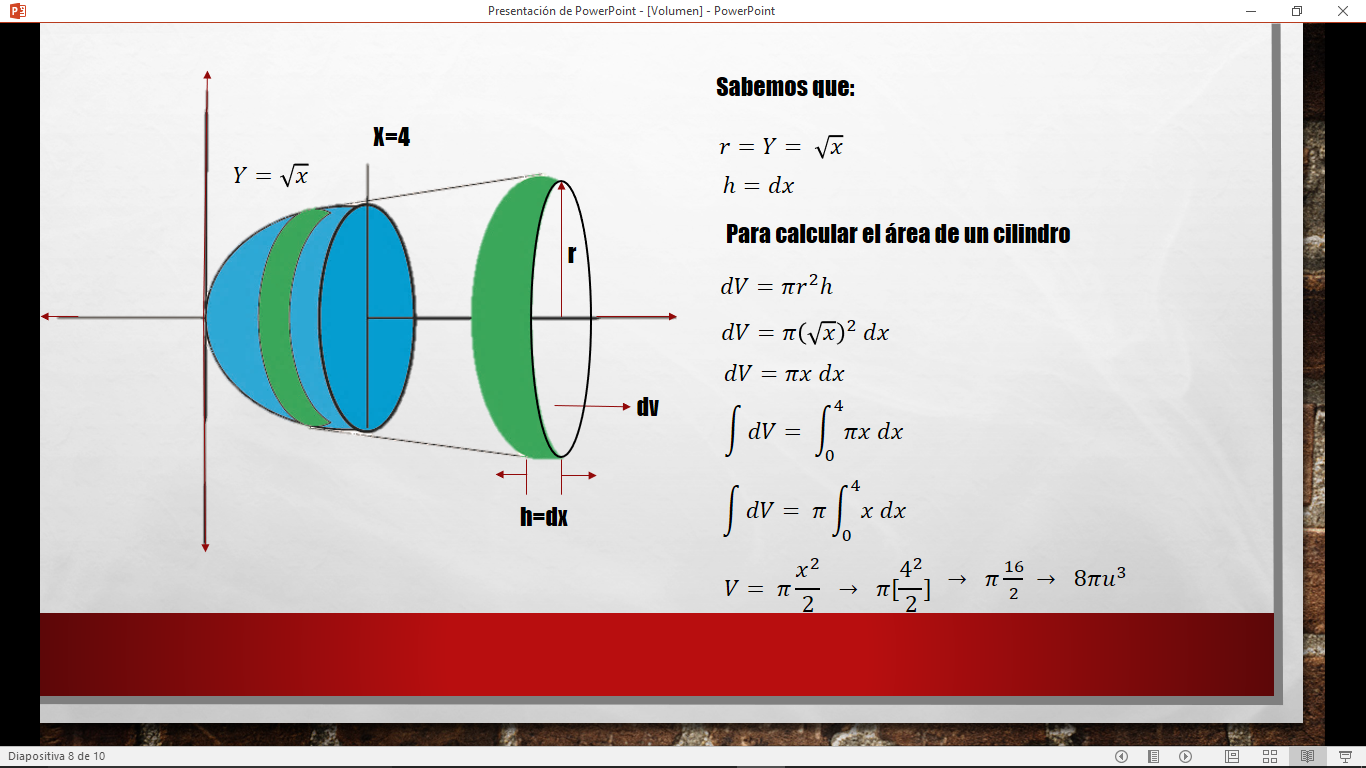 Presentación de PowerPoint - [Volumen] - PowerPoint
X=4
Y = √x
r
dv
h=dx
Sabemos que:
r = Y = √x
h = dx
Para calcular el área de un cilindro
dV = πr²h
dV = π(√x)² dx
dV = πx dx
∫ dV = ∫₀⁴ πx dx
∫ dV = π ∫₀⁴ x dx
V = π x²/2 → π[4²/2] → π 16/2 → 8πu³
Diapositiva 8 de 10